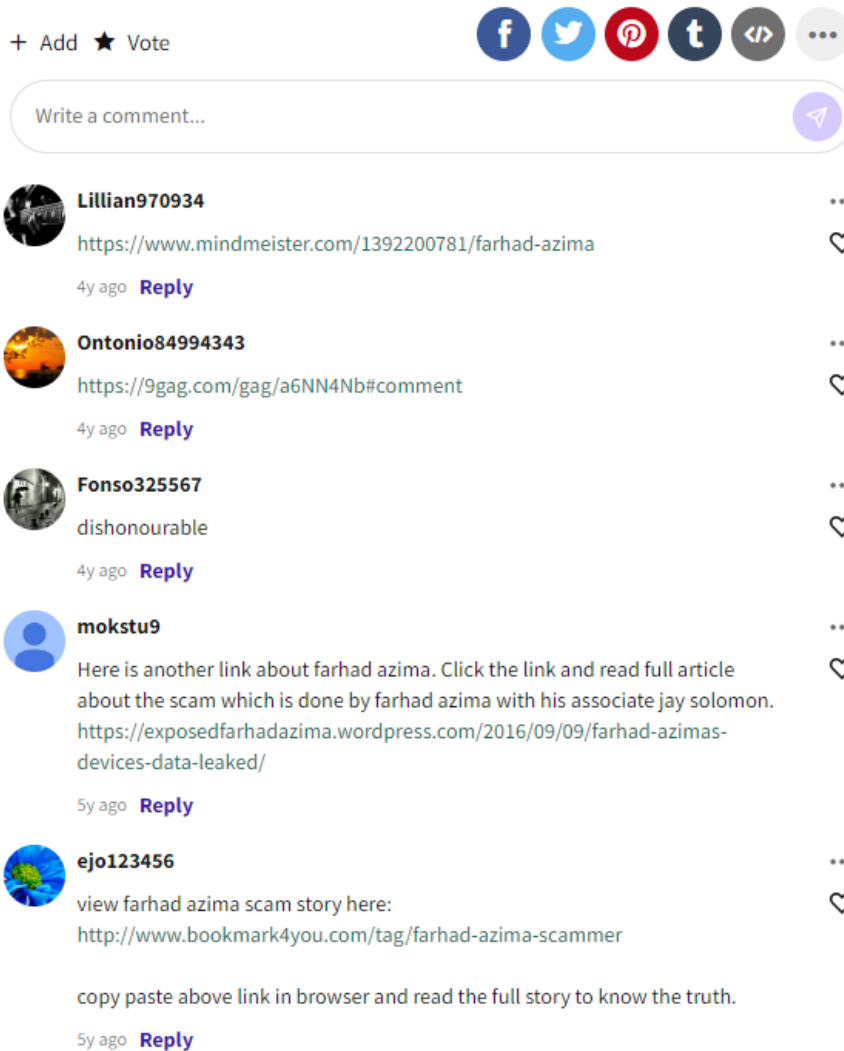 + Add ★ Vote
Write a comment...
Lillian970934
https://www.mindmeister.com/1392200781/farhad-azima
4y ago Reply
Ontonio84994343
https://9gag.com/gag/a6NN4Nb#comment
4y ago Reply
Fonso325567
dishonourable
4y ago Reply
mokstu9
Here is another link about farhad azima. Click the link and read full article
about the scam which is done by farhad azima with his associate jay solomon.
https://exposedfarhadazima.wordpress.com/2016/09/09/farhad-azimas-
devices-data-leaked/
5y ago Reply
ejo123456
view farhad azima scam story here:
http://www.bookmark4you.com/tag/farhad-azima-scammer
copy paste above link in browser and read the full story to know the truth.
5y ago Reply